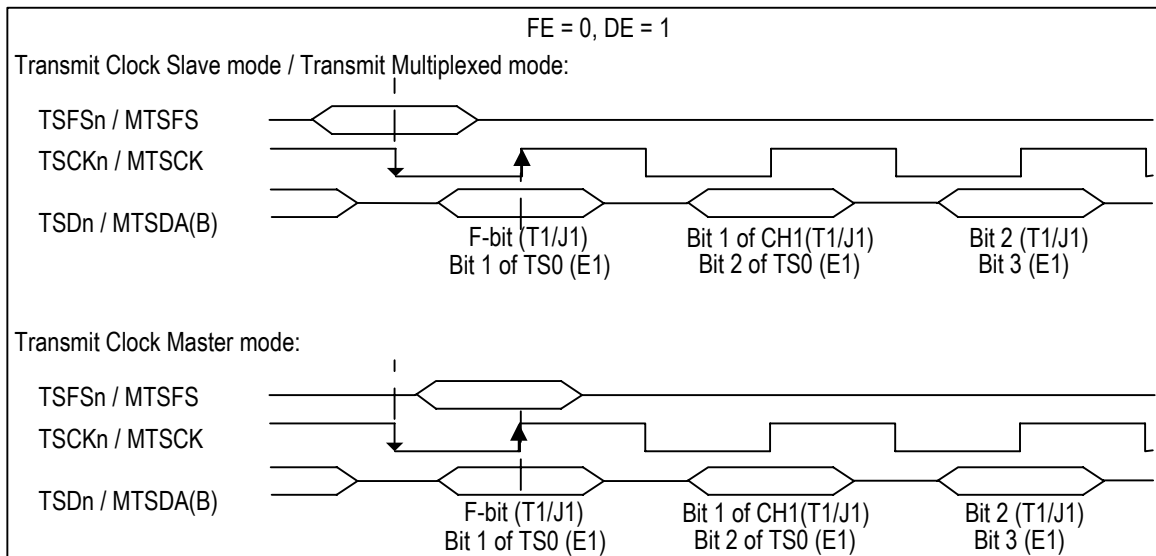 FE = 0, DE = 1
Transmit Clock Slave mode / Transmit Multiplexed mode:
TSFSn / MTSFS
TSCKn / MTSCK
TSDn / MTSDA(B)
F-bit (T1/J1)
Bit 1 of TS0 (E1)
Bit 1 of CH1(T1/J1)
Bit 2 of TS0 (E1)
Bit 2 (T1/J1)
Bit 3 (E1)
Transmit Clock Master mode:
TSFSn / MTSFS
TSCKn / MTSCK
TSDn / MTSDA(B)
F-bit (T1/J1)
Bit 1 of TS0 (E1)
Bit 1 of CH1(T1/J1)
Bit 2 of TS0 (E1)
Bit 2 (T1/J1)
Bit 3 (E1)